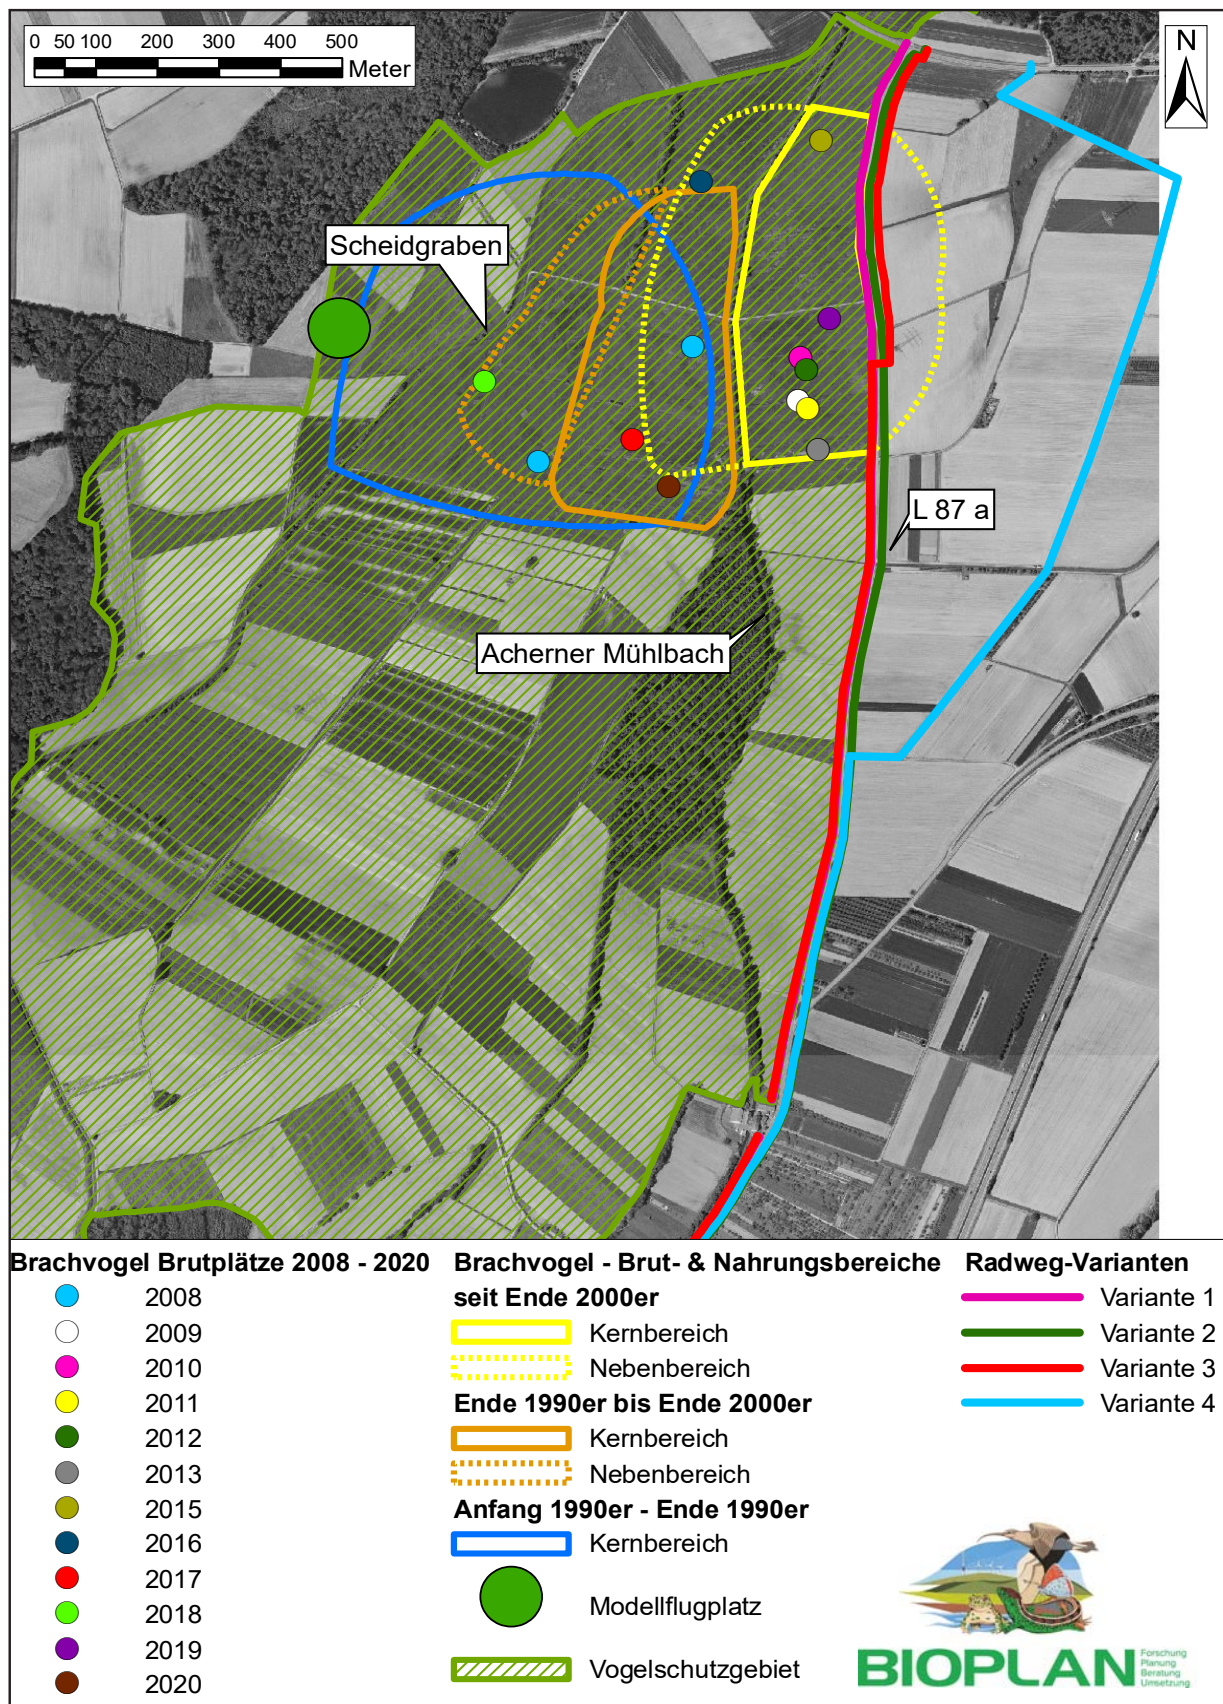 0 50 100 200 300 400 500
Meter
N
Scheidgraben
L 87 a
Acherner Mühlbach
Brachvogel Brutplätze 2008 - 2020
2008
2009
2010
2011
2012
2013
2015
2016
2017
2018
2019
2020
Brachvogel - Brut- & Nahrungsbereiche
seit Ende 2000er
Kernbereich
Nebenbereich
Ende 1990er bis Ende 2000er
Kernbereich
Nebenbereich
Anfang 1990er - Ende 1990er
Kernbereich
Modellflugplatz
Vogelschutzgebiet
Radweg-Varianten
Variante 1
Variante 2
Variante 3
Variante 4
BIOPLAN
Forschung
Planung
Beratung
Umsetzung